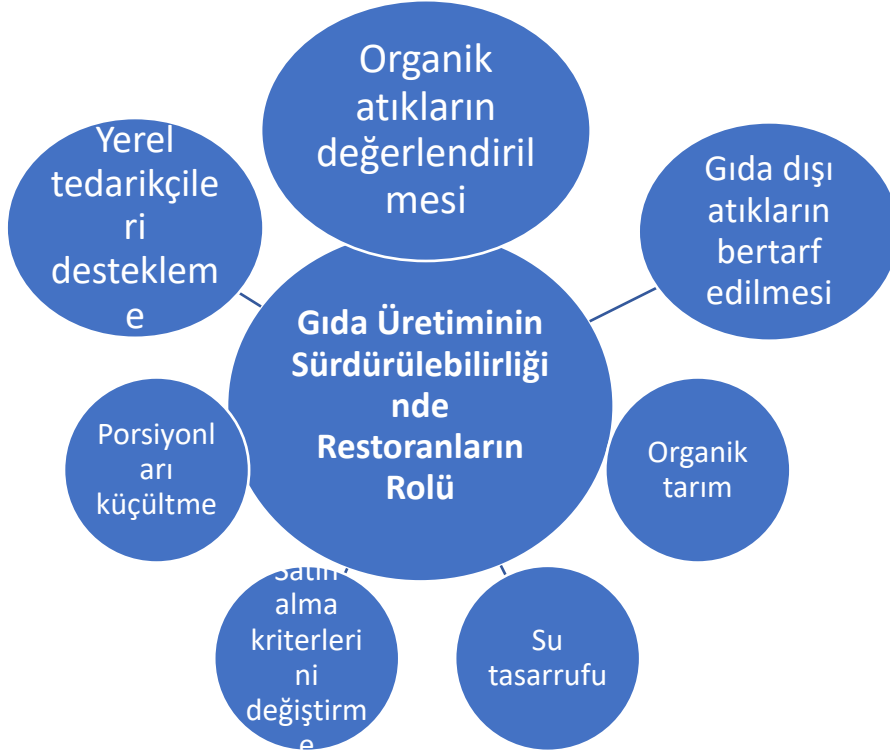 Organik
atıkların
değerlendiril
mesi
Yerel
tedarikçile
ri
desteklem
e
Gıda dışı
atıkların
bertarf
edilmesi
Gıda Üretiminin
Sürdürülebilirliği
nde
Restoranların
Rolü
Porsiyonl
arı
küçültme
Organik
tarım
Satın
alma
kriterleri
ni
değiştirm
e
Su
tasarrufu